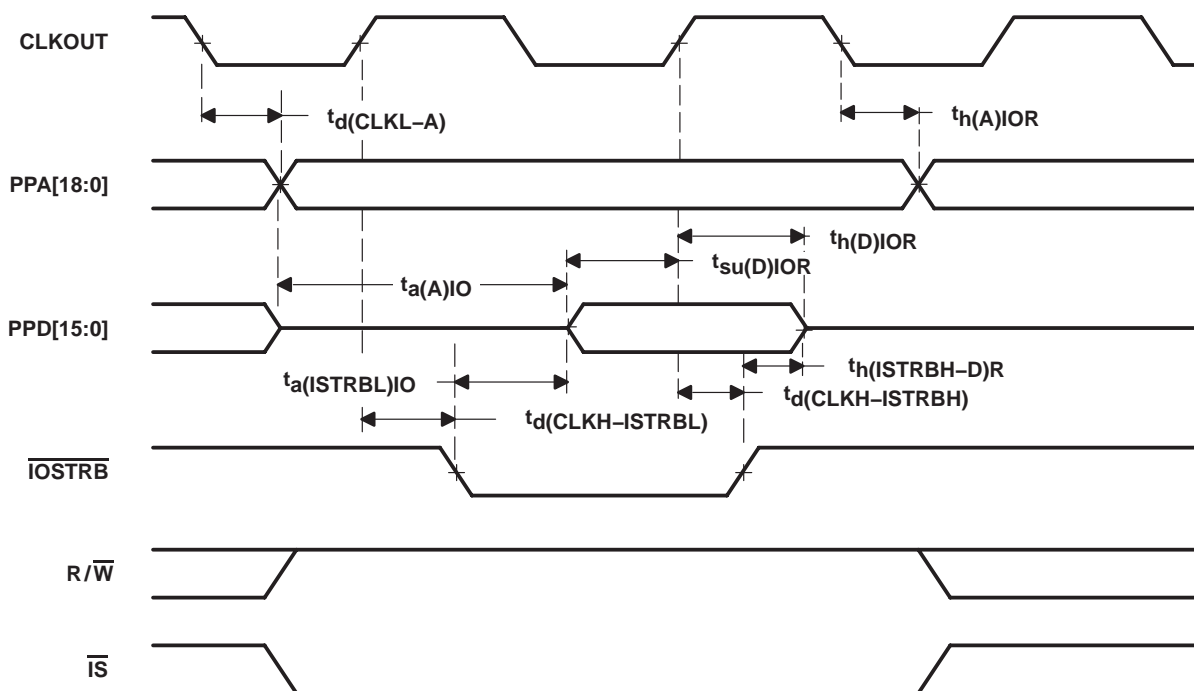 CLKOUT
td(CLKL–A)
th(A)IOR
PPA[18:0]
th(D)IOR
tsu(D)IOR
ta(A)IO
PPD[15:0]
th(ISTRBH–D)R
ta(ISTRBL)IO
td(CLKH–ISTRBH)
td(CLKH–ISTRBL)
IOSTRB
R/W
IS